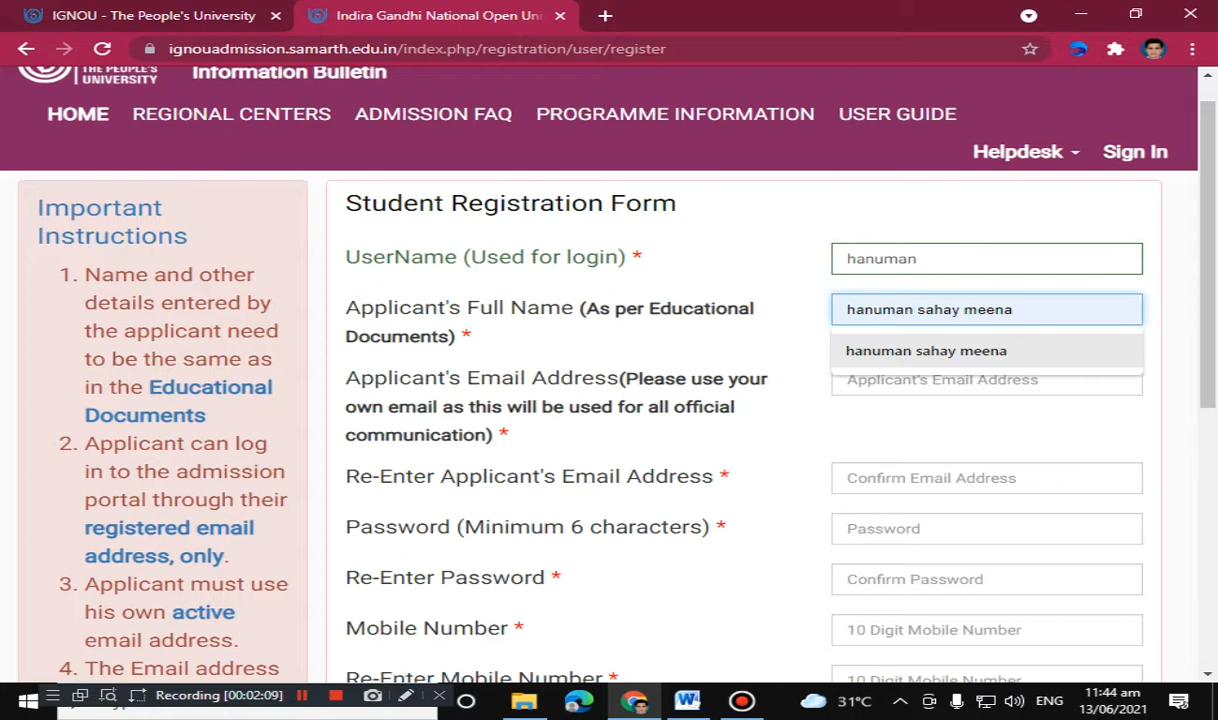 IGNOU - The People's University
Indira Gandhi National Open Uni
ignouadmission.samarth.edu.in/index.php/registration/user/register
THE PEOPLE'S
UNIVERSITY
Information Bulletin
HOME REGIONAL CENTERS ADMISSION FAQ PROGRAMME INFORMATION USER GUIDE
Helpdesk Sign In
Important
Instructions
1. Name and other
details entered by
the applicant need
to be the same as
in the Educational
Documents
2. Applicant can log
in to the admission
portal through their
registered email
address, only.
3. Applicant must use
his own active
email address.
4. The Email address
Student Registration Form
UserName (Used for login) *
hanuman
Applicant's Full Name (As per Educational
Documents) *
hanuman sahay meena
hanuman sahay meena
Applicant's Email Address(Please use your
own email as this will be used for all official
communication) *
Applicant's Email Address
Re-Enter Applicant's Email Address *
Confirm Email Address
Password (Minimum 6 characters) *
Password
Re-Enter Password *
Confirm Password
Mobile Number *
10 Digit Mobile Number
Re-Enter Mobile Number *
10 Digit Mobile Number
Recording [00:02:09]
31°C
ENG
11:44 am
13/06/2021